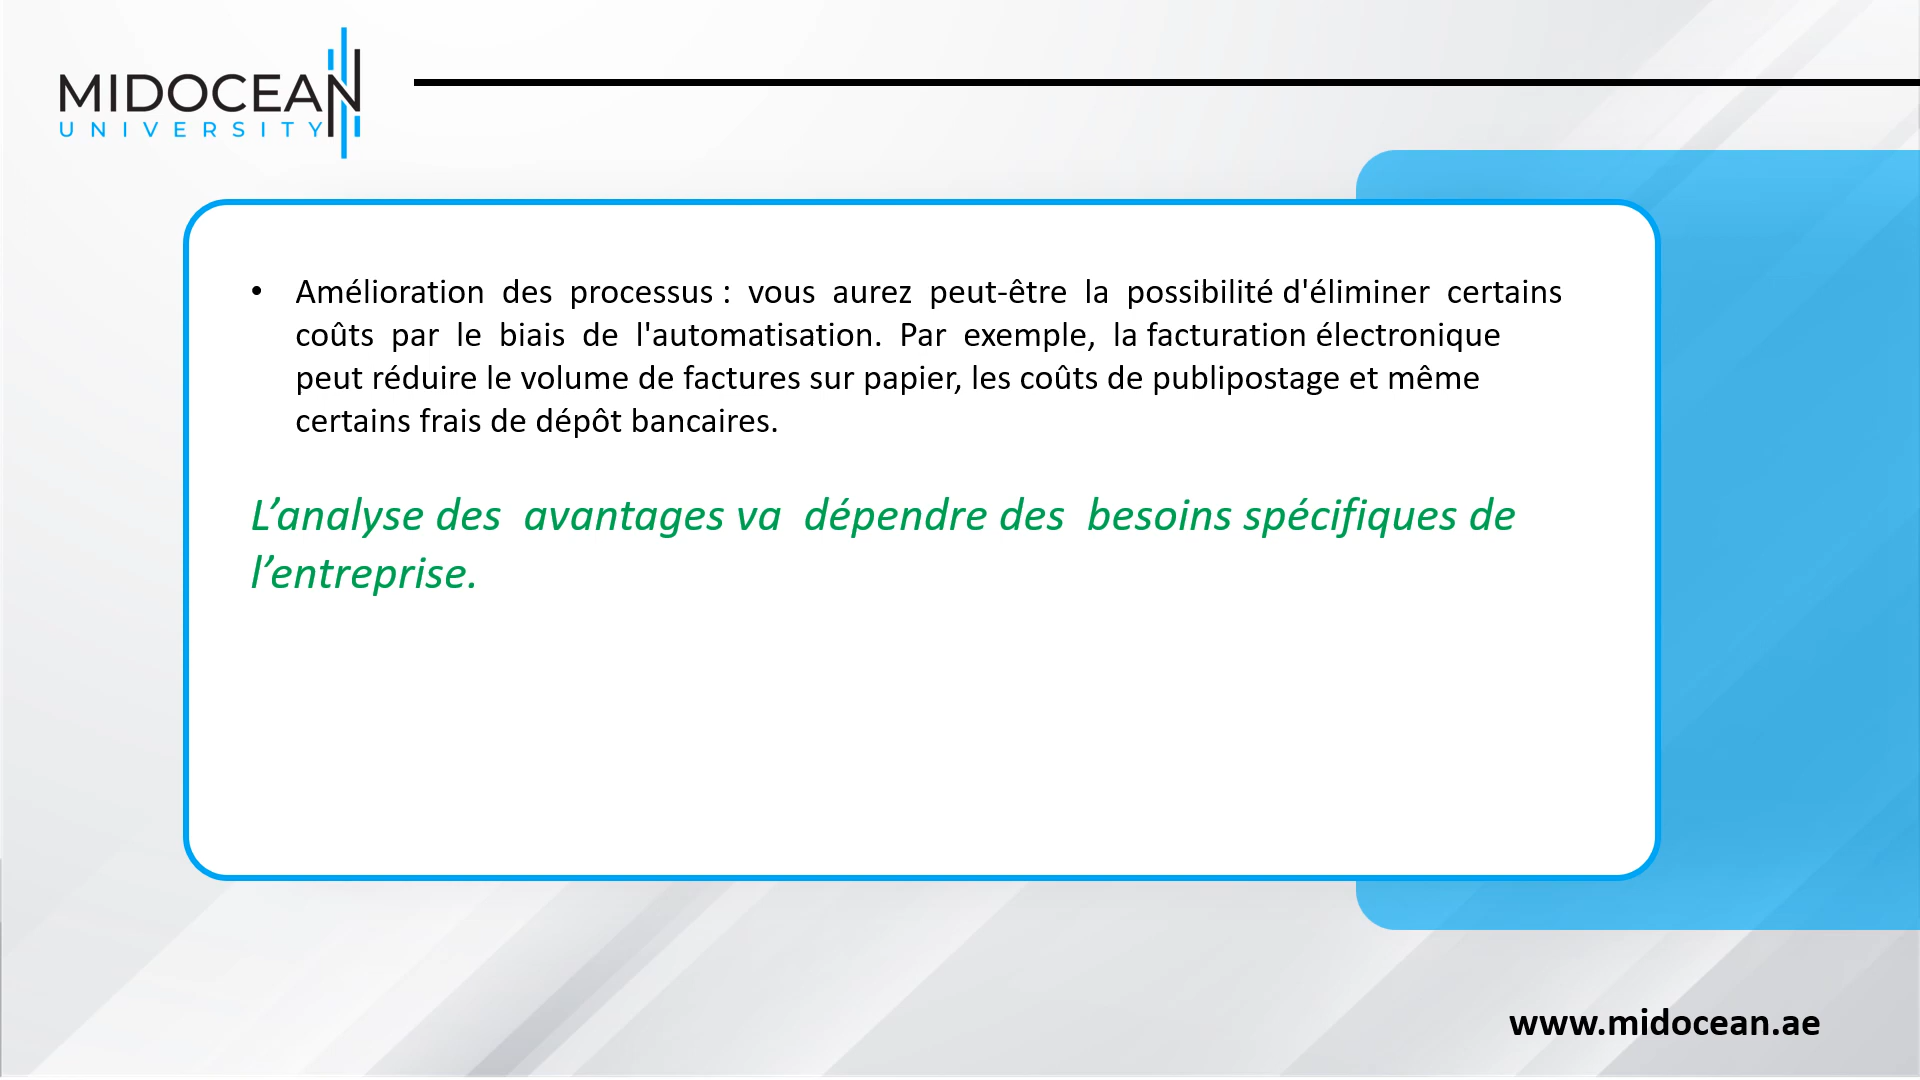 MIDOCEAN
UNIVERSITY
• Amélioration des processus : vous aurez peut-être la possibilité d'éliminer certains
coûts par le biais de l'automatisation. Par exemple, la facturation électronique
peut réduire le volume de factures sur papier, les coûts de publipostage et même
certains frais de dépôt bancaires.
L’analyse des avantages va dépendre des besoins spécifiques de
l’entreprise.
www.midocean.ae